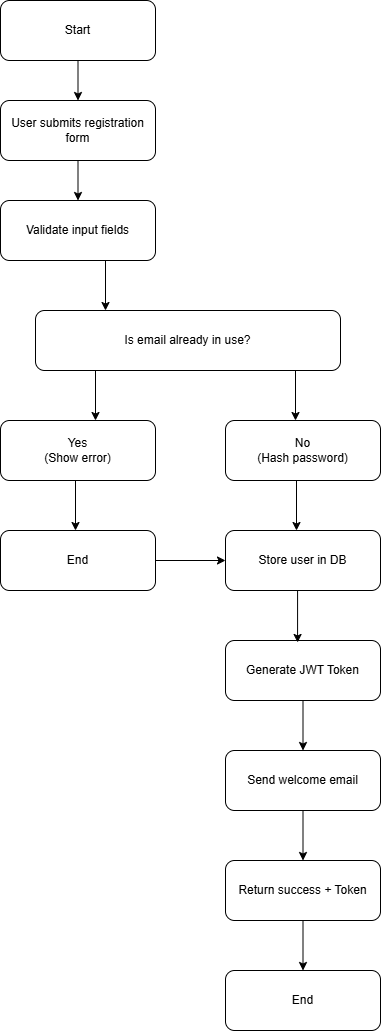 Start
User submits registration
form
Validate input fields
Is email already in use?
Yes
(Show error)
No
(Hash password)
End
Store user in DB
Generate JWT Token
Send welcome email
Return success + Token
End